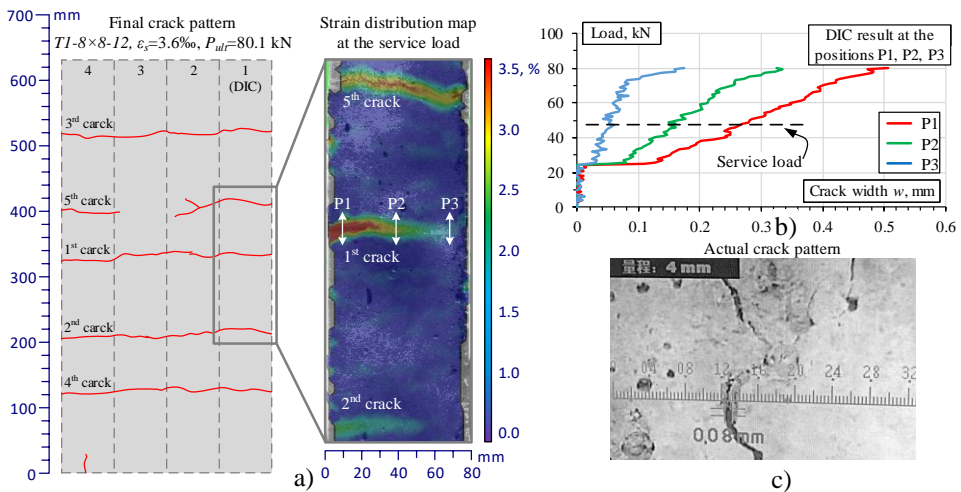 Final crack pattern
T1-8×8-12, εs=3.6‰, Pult=80.1 kN
700 mm
600
500
400
300
200
100
0
4
3
2
1
(DIC)
3rd carck
5th carck
1st carck
2nd carck
4th carck
Strain distribution map
at the service load
5th crack
P1
P2
P3
1st crack
2nd crack
0
20
40
60
80
mm
3.5, %
3.0
2.5
2.0
1.5
1.0
0.5
0.0
a)
Load, kN
DIC result at the
positions P1, P2, P3
100
80
60
40
20
0
0
0.1
0.2
0.3
0.4
0.5
0.6
Service load
P1
P2
P3
Crack width w, mm
b)
Actual crack pattern
量程: 4 mm
04
08
12
16
20
24
28
32
0,08mm
c)